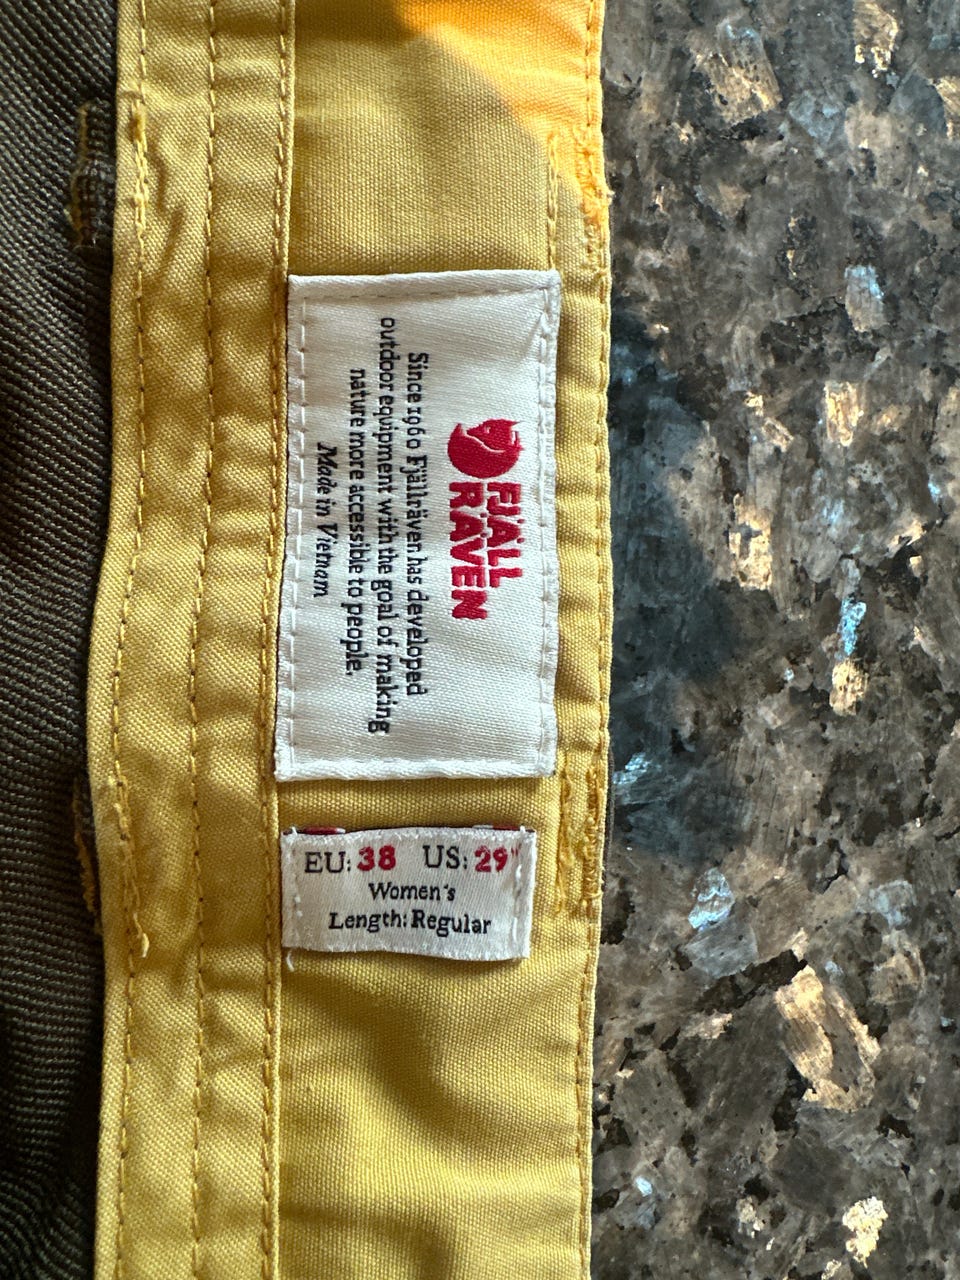 FJÄLL
RÄVEN
Since 1960 Fjällräven has developed
outdoor equipment with the goal of making
nature more accessible to people.
Made in Vietnam
EU: 38 US: 29"
Women's
Length: Regular